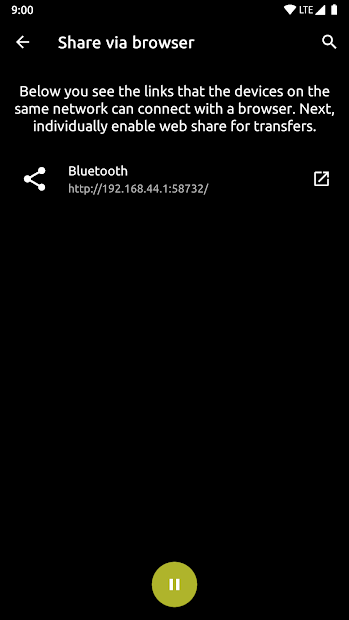 9:00
LTE
Share via browser
Below you see the links that the devices on the
same network can connect with a browser. Next,
individually enable web share for transfers.
Bluetooth
http://192.168.44.1:58732/